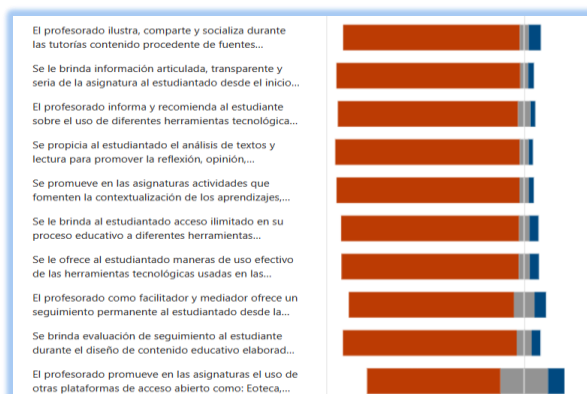 El profesorado ilustra, comparte y socializa durante
las tutorías contenido procedente de fuentes...
Se le brinda información articulada, transparente y
seria de la asignatura al estudiantado desde el inicio...
El profesorado informa y recomienda al estudiante
sobre el uso de diferentes herramientas tecnológica...
Se propicia al estudiantado el análisis de textos y
lectura para promover la reflexión, opinión,...
Se promueve en las asignaturas actividades que
fomenten la contextualización de los aprendizajes,...
Se le brinda al estudiantado acceso ilimitado en su
proceso educativo a diferentes herramientas...
Se le ofrece al estudiantado maneras de uso efectivo
de las herramientas tecnológicas usadas en las...
El profesorado como facilitador y mediador ofrece un
seguimiento permanente al estudiantado desde la...
Se brinda evaluación de seguimiento al estudiante
durante el diseño de contenido educativo elaborad...
El profesorado promueve en las asignaturas el uso de
otras plataformas de acceso abierto como: Eoteca,...